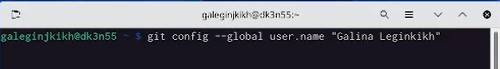 galeginjkikh@dk3n55:~
galeginjkikh@dk3n55 ~ $ git config --global user.name "Galina Leginkikh"